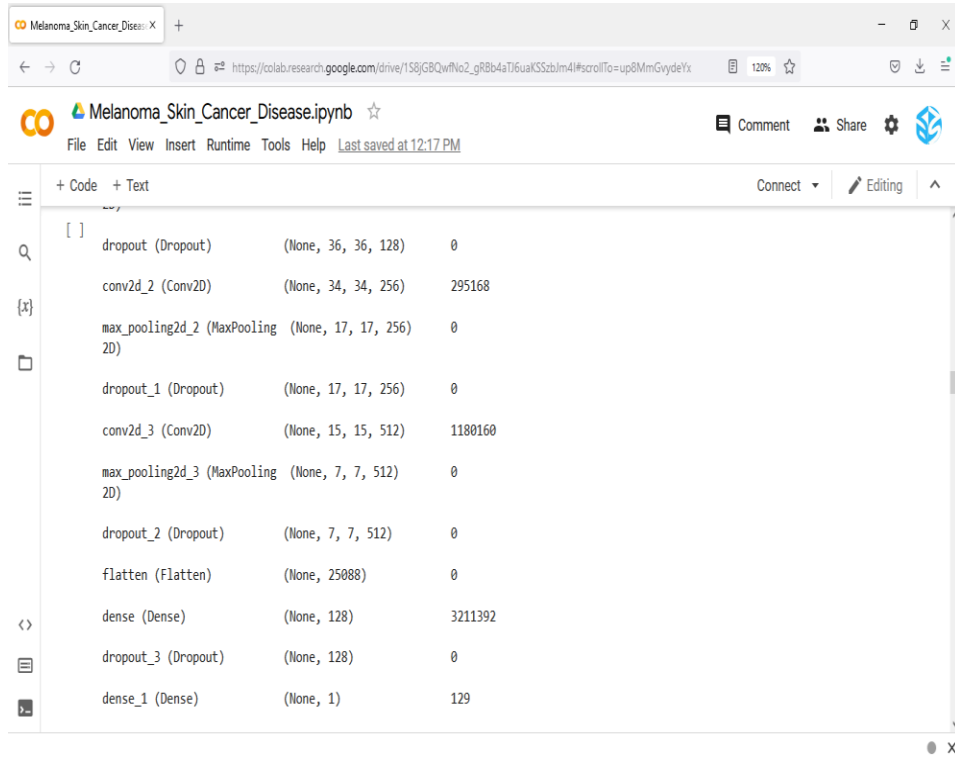 Melanoma_Skin_Cancer_Diseas X +
https://colab.research.google.com/drive/1S8jGBQwfNo2_gRBb4aTJ6uaKSSzbJm4I#scrollTo=up8MmGvydeYx 120%
CO Melanoma_Skin_Cancer_Disease.ipynb
Comment Share
File Edit View Insert Runtime Tools Help Last saved at 12:17 PM
+ Code + Text Connect Editing
2D)
[ ]
dropout (Dropout) (None, 36, 36, 128) 0
conv2d_2 (Conv2D) (None, 34, 34, 256) 295168
{x}
max_pooling2d_2 (MaxPooling (None, 17, 17, 256) 0
2D)
dropout_1 (Dropout) (None, 17, 17, 256) 0
conv2d_3 (Conv2D) (None, 15, 15, 512) 1180160
max_pooling2d_3 (MaxPooling (None, 7, 7, 512) 0
2D)
dropout_2 (Dropout) (None, 7, 7, 512) 0
flatten (Flatten) (None, 25088) 0
dense (Dense) (None, 128) 3211392
dropout_3 (Dropout) (None, 128) 0
dense_1 (Dense) (None, 1) 129